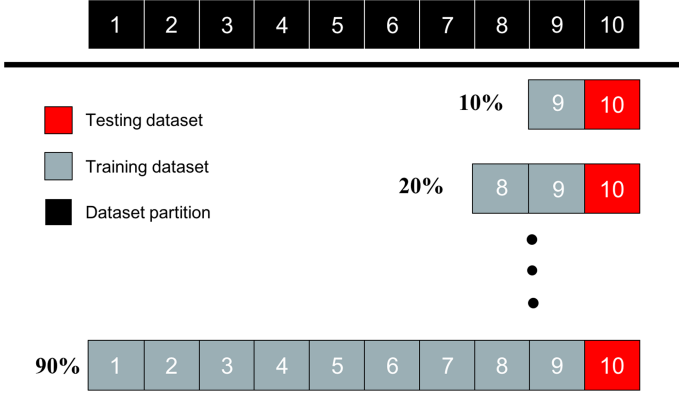 1 2 3 4 5 6 7 8 9 10
10% 9 10
Testing dataset
Training dataset
20% 8 9 10
Dataset partition
90% 1 2 3 4 5 6 7 8 9 10